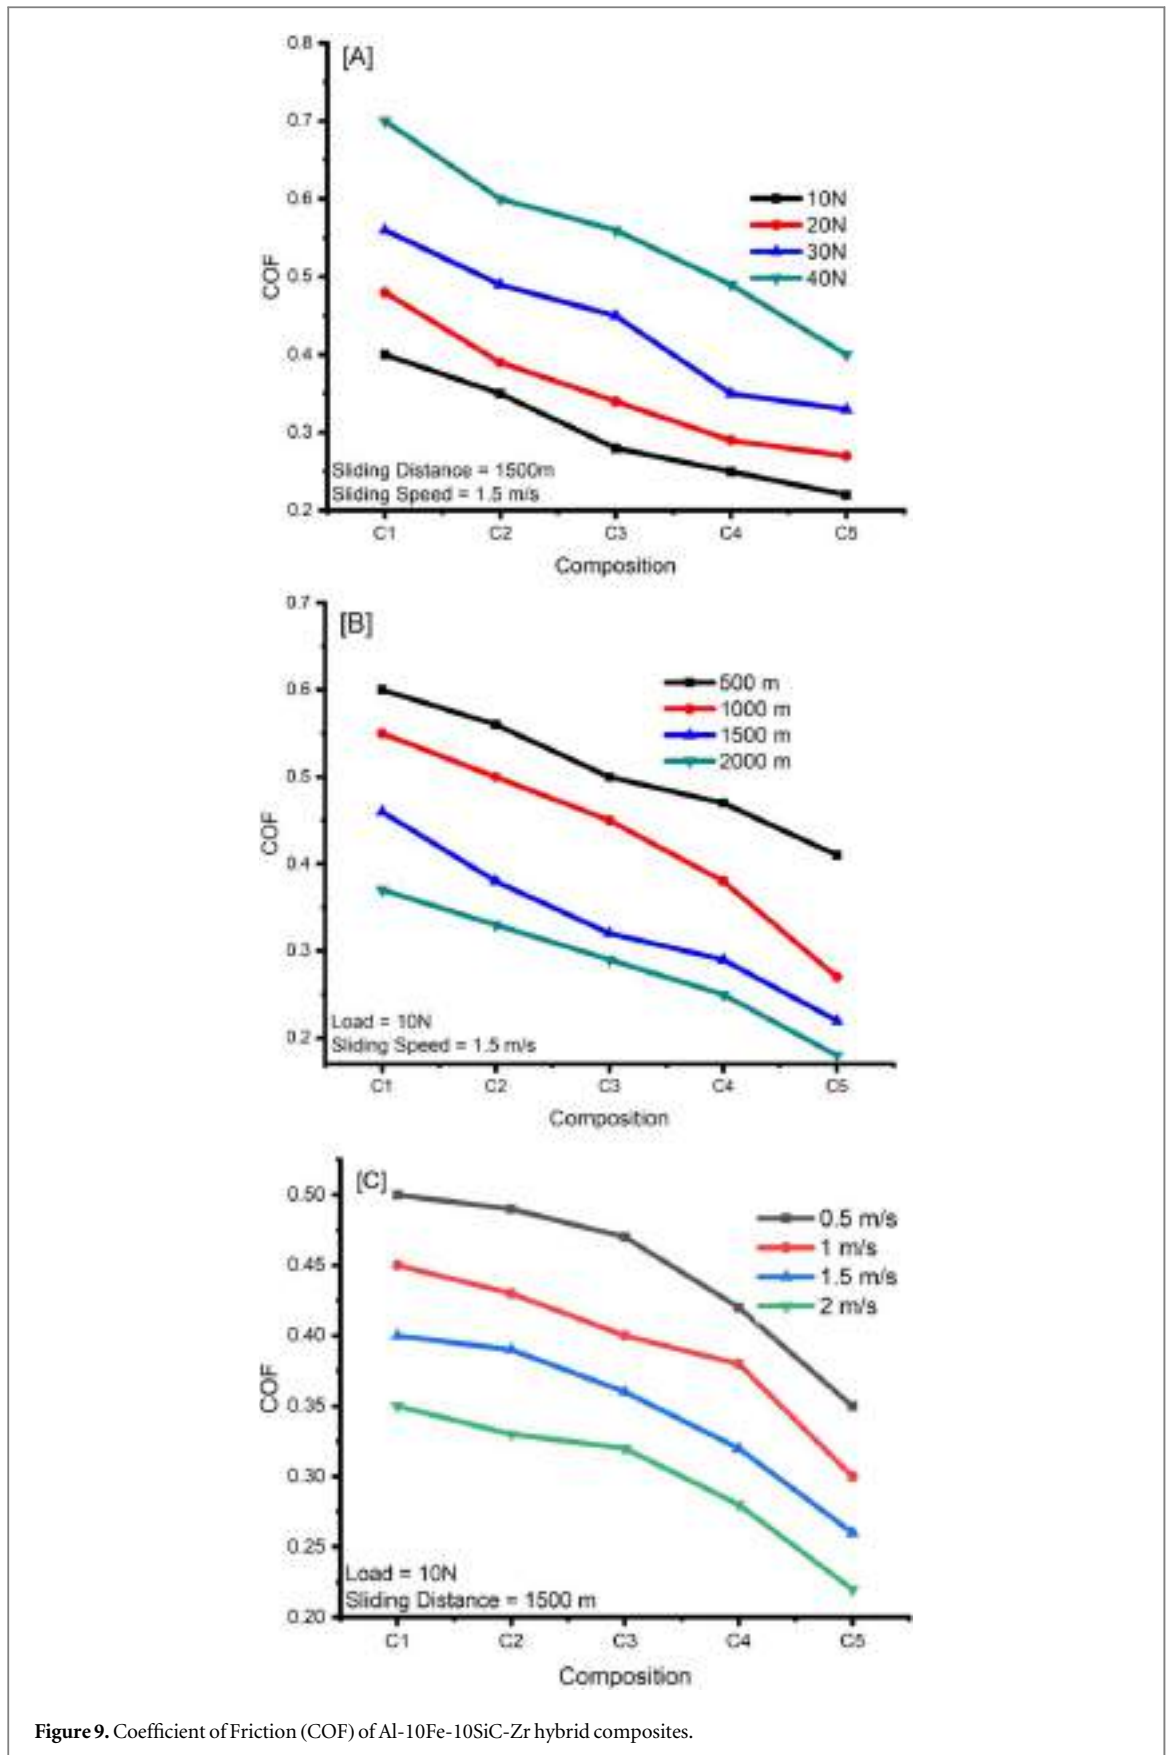 [A]
0.8
0.7
0.6
0.5
0.4
0.3
0.2
COF
10N
20N
30N
40N
Sliding Distance = 1500m
Sliding Speed = 1.5 m/s
C1 C2 C3 C4 C5
Composition
[B]
0.7
0.6
0.5
0.4
0.3
0.2
COF
500 m
1000 m
1500 m
2000 m
Load = 10N
Sliding Speed = 1.5 m/s
C1 C2 C3 C4 C5
Composition
[C]
0.50
0.45
0.40
0.35
0.30
0.25
0.20
COF
0.5 m/s
1 m/s
1.5 m/s
2 m/s
Load = 10N
Sliding Distance = 1500 m
C1 C2 C3 C4 C5
Composition
Figure 9. Coefficient of Friction (COF) of Al-10Fe-10SiC-Zr hybrid composites.